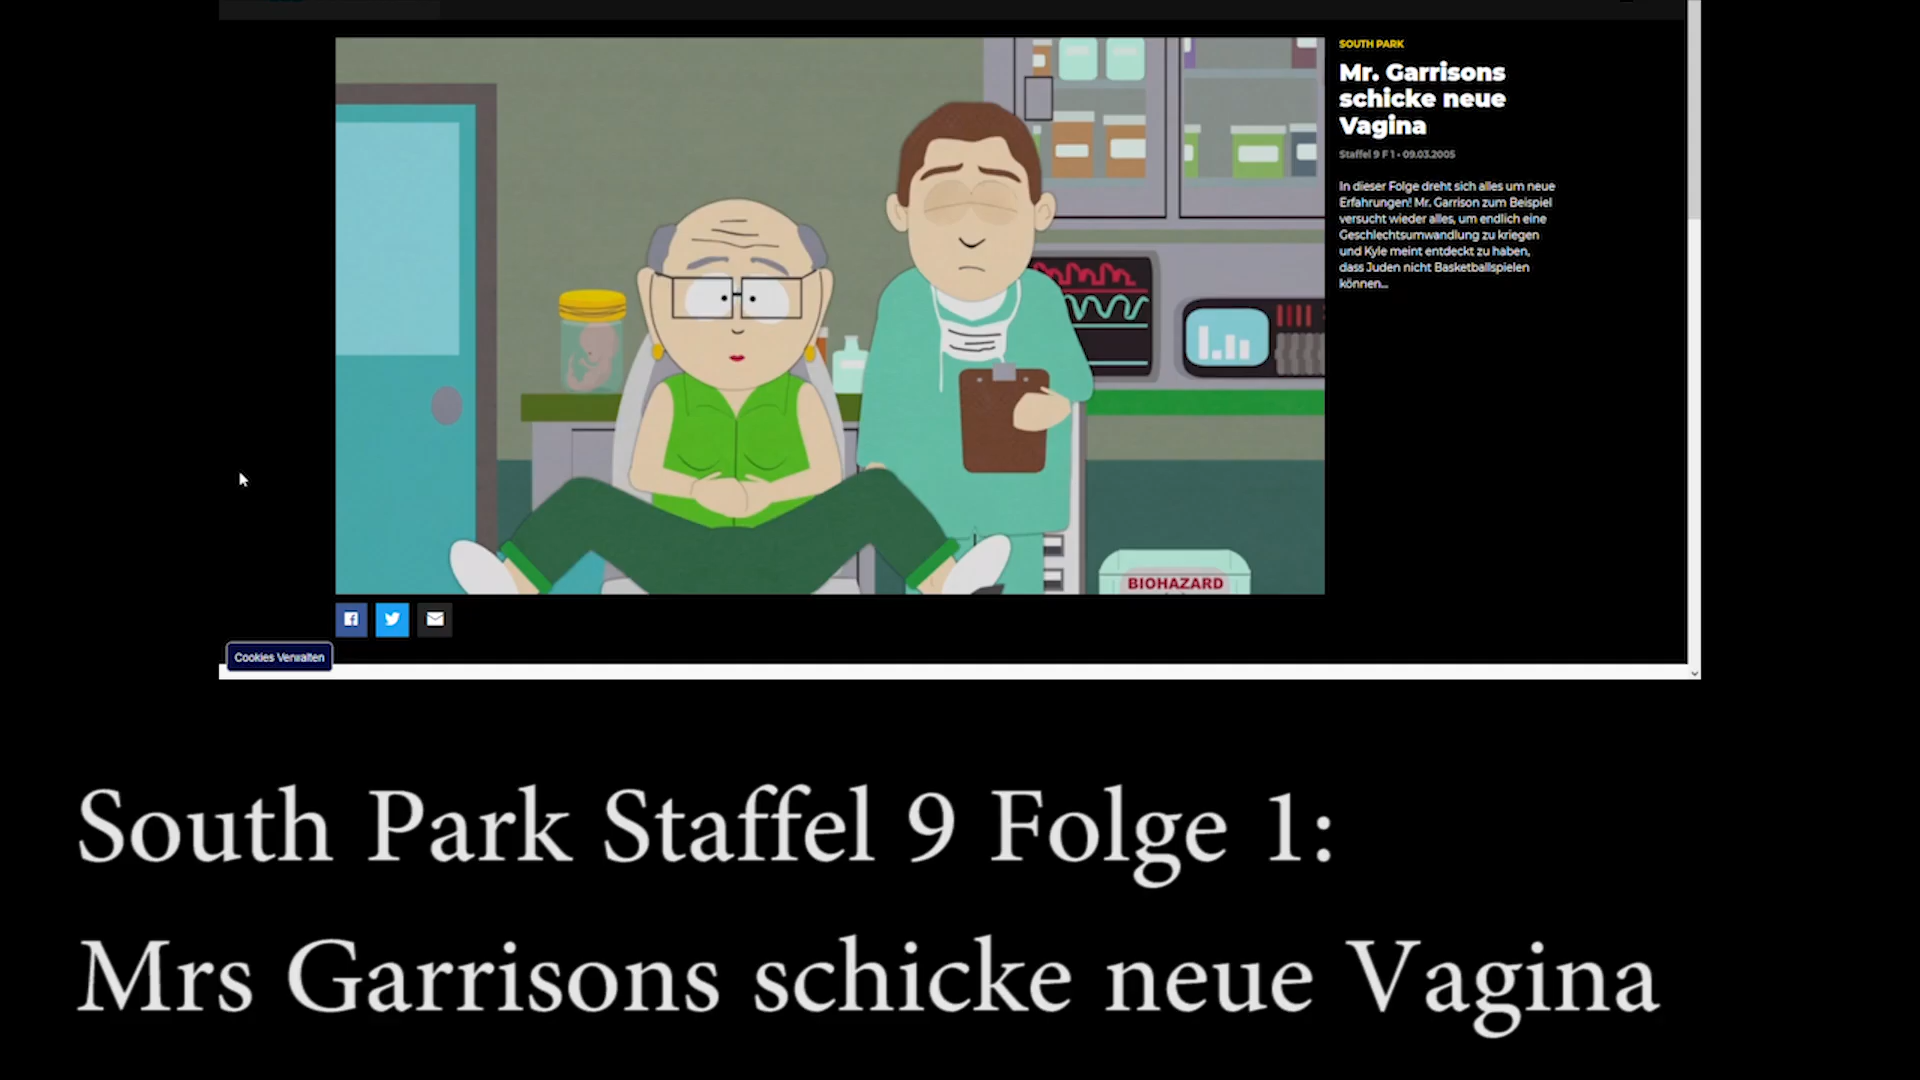 SOUTH PARK
Mr. Garrisons
schicke neue
Vagina
Staffel 9 F 1 • 09.03.2005
In dieser Folge dreht sich alles um neue
Erfahrungen! Mr. Garrison zum Beispiel
versucht wieder alles, um endlich eine
Geschlechtsumwandlung zu kriegen
und Kyle meint entdeckt zu haben,
dass Juden nicht Basketballspielen
können...
BIOHAZARD
Cookies Verwalten
South Park Staffel 9 Folge 1:
Mrs Garrisons schicke neue Vagina